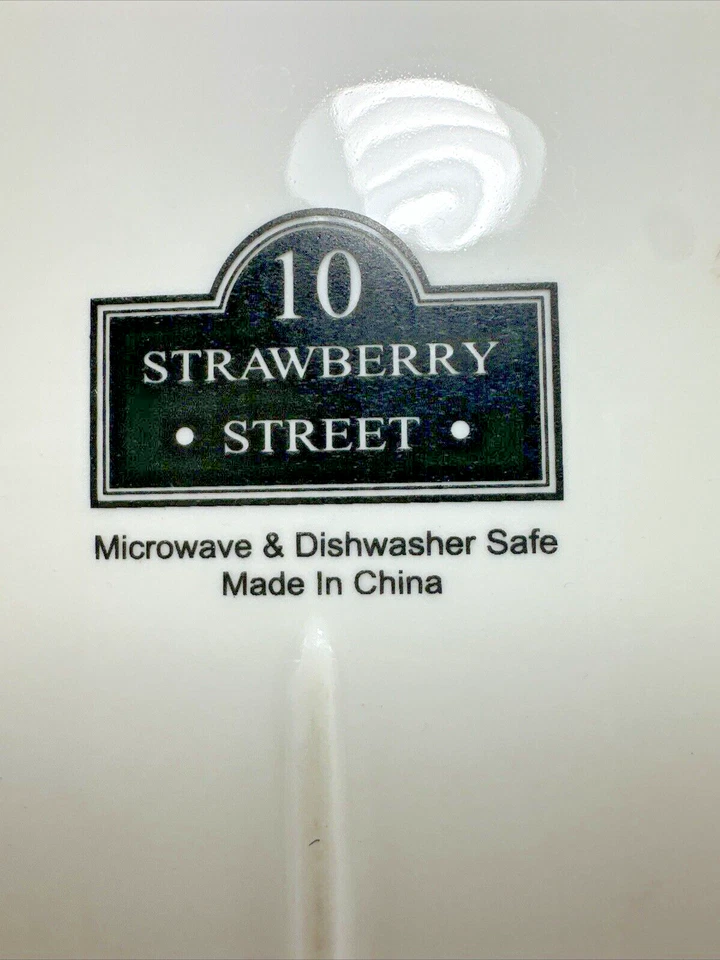 10
STRAWBERRY
• STREET •
Microwave & Dishwasher Safe
Made In China